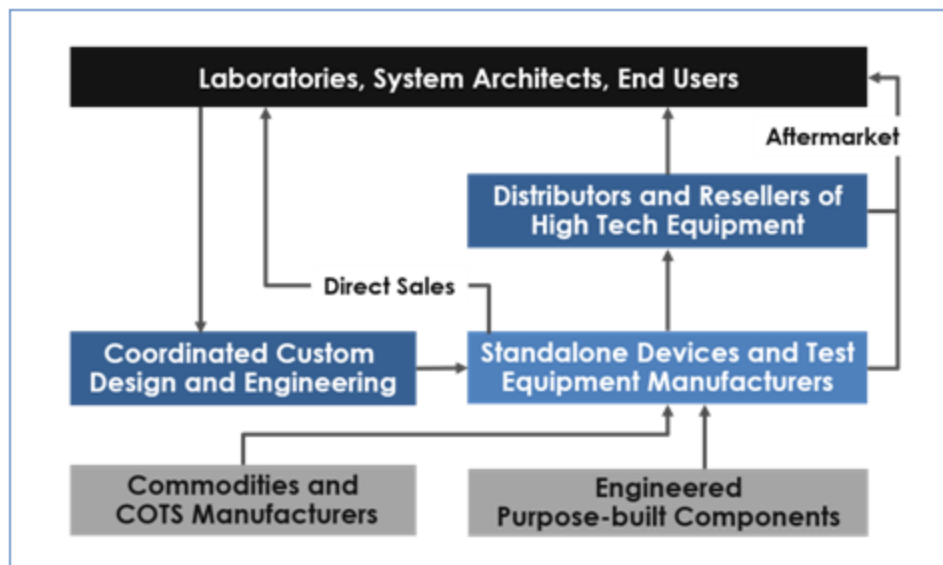 Laboratories, System Architects, End Users
Aftermarket
Distributors and Resellers of
High Tech Equipment
Direct Sales
Coordinated Custom
Design and Engineering
Standalone Devices and Test
Equipment Manufacturers
Commodities and
COTS Manufacturers
Engineered
Purpose-built Components